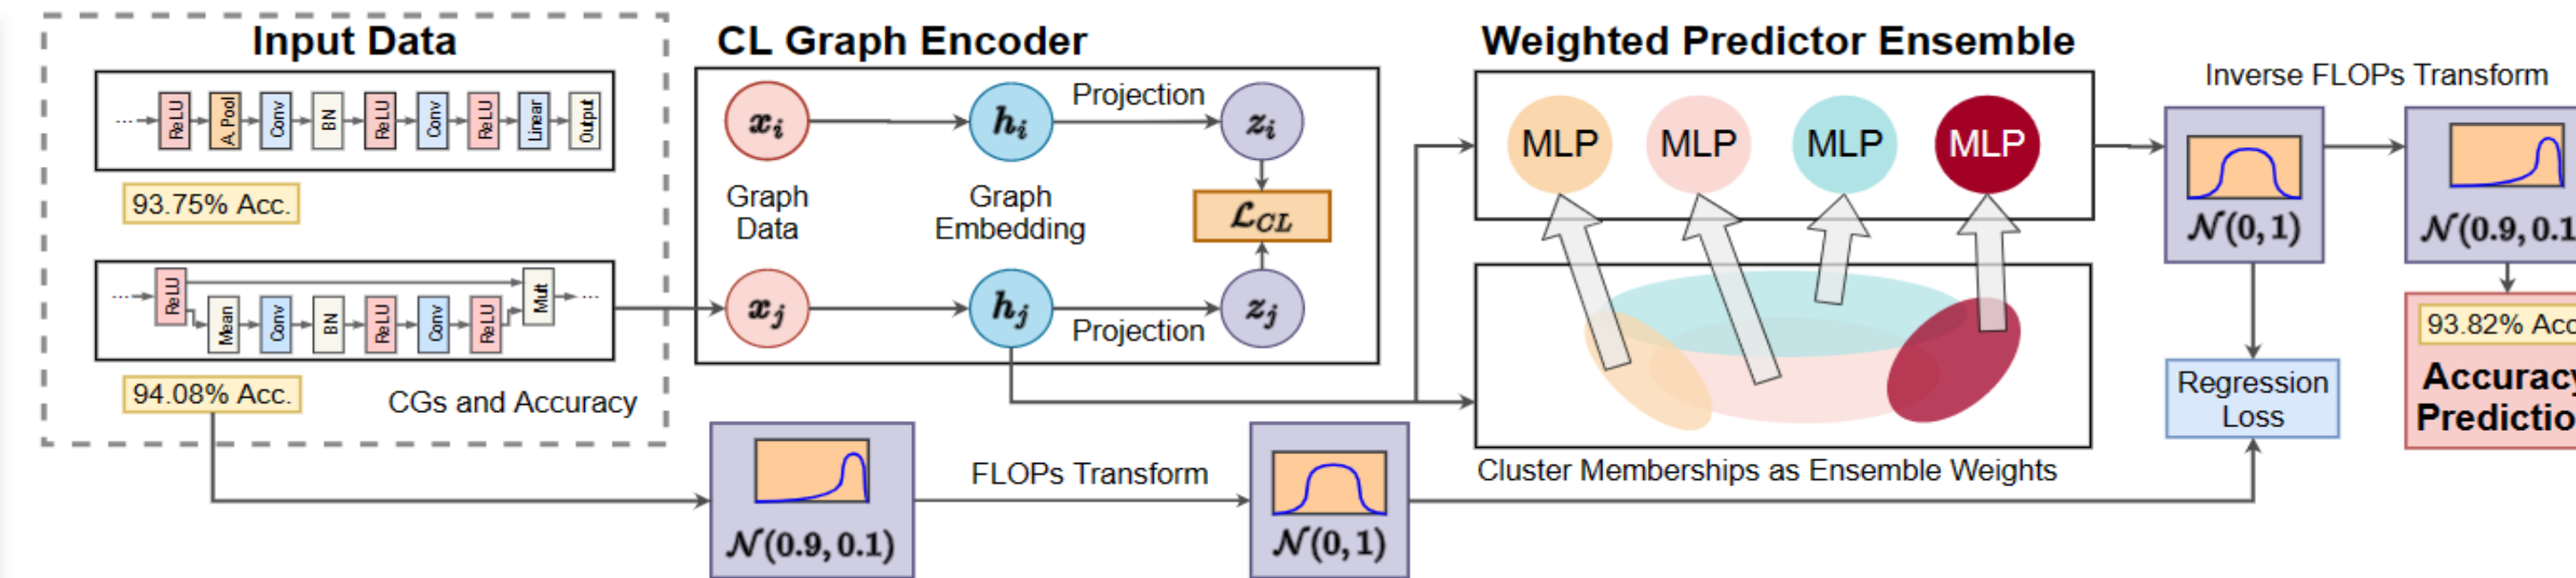 Input Data
... ReLU A. Pool Conv BN ReLU Conv ReLU Linear Output
93.75% Acc.
... ReLU Mean Conv BN ReLU Conv ReLU Mult ...
94.08% Acc.
CGs and Accuracy
CL Graph Encoder
x_i h_i Projection z_i
Graph Data
Graph Embedding
𝓛_CL
x_j h_j Projection z_j
𝒩(0.9, 0.1)
FLOPs Transform
𝒩(0, 1)
Weighted Predictor Ensemble
MLP MLP MLP MLP
Cluster Memberships as Ensemble Weights
Inverse FLOPs Transform
𝒩(0, 1)
𝒩(0.9, 0.1
Regression
Loss
93.82% Acc
Accuracy
Predictio